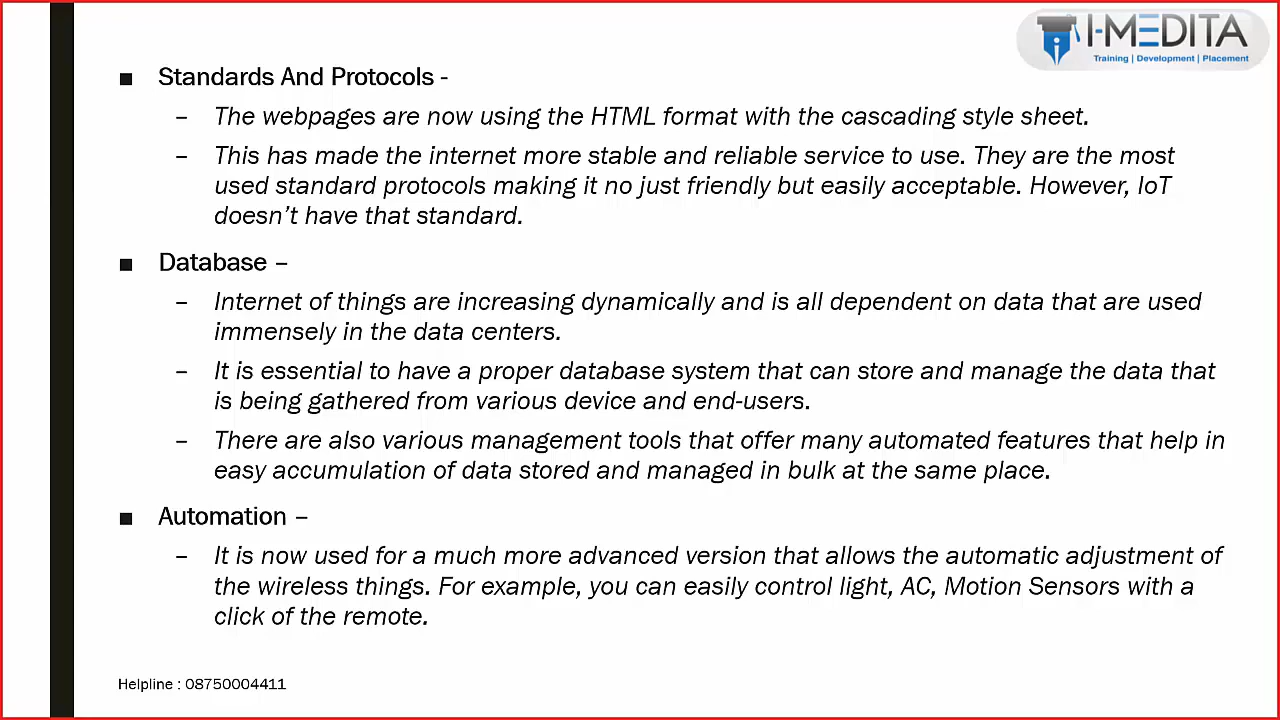 I-MEDITA
Training | Development | Placement
■ Standards And Protocols -
– The webpages are now using the HTML format with the cascading style sheet.
– This has made the internet more stable and reliable service to use. They are the most
used standard protocols making it no just friendly but easily acceptable. However, IoT
doesn’t have that standard.
■ Database –
– Internet of things are increasing dynamically and is all dependent on data that are used
immensely in the data centers.
– It is essential to have a proper database system that can store and manage the data that
is being gathered from various device and end-users.
– There are also various management tools that offer many automated features that help in
easy accumulation of data stored and managed in bulk at the same place.
■ Automation –
– It is now used for a much more advanced version that allows the automatic adjustment of
the wireless things. For example, you can easily control light, AC, Motion Sensors with a
click of the remote.
Helpline : 08750004411